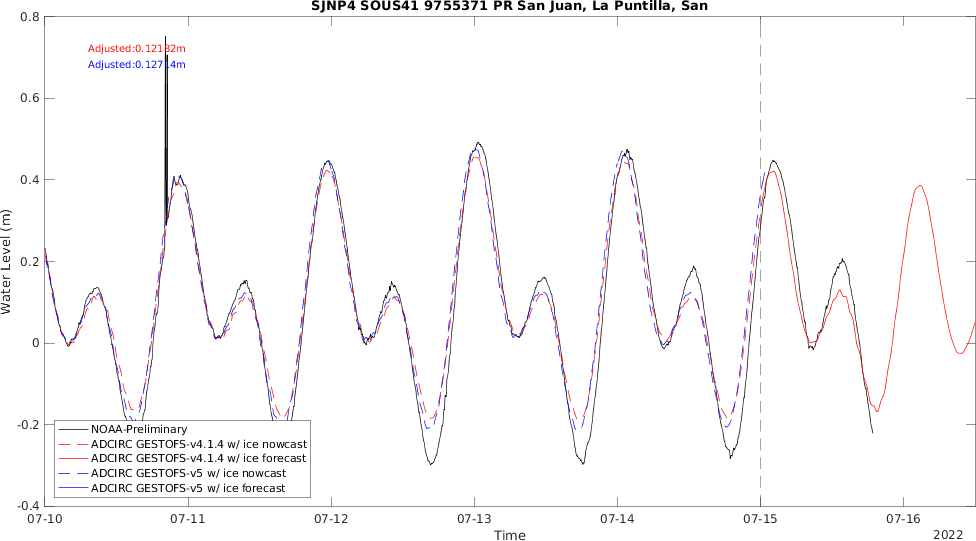 SJNP4 SOUS41 9755371 PR San Juan, La Puntilla, San
Adjusted:0.12182m
Adjusted:0.12714m
0.8
0.6
0.4
0.2
0
-0.2
-0.4
Water Level (m)
NOAA-Preliminary
ADCIRC GESTOFS-v4.1.4 w/ ice nowcast
ADCIRC GESTOFS-v4.1.4 w/ ice forecast
ADCIRC GESTOFS-v5 w/ ice nowcast
ADCIRC GESTOFS-v5 w/ ice forecast
07-10 07-11 07-12 07-13 07-14 07-15 07-16
Time
2022